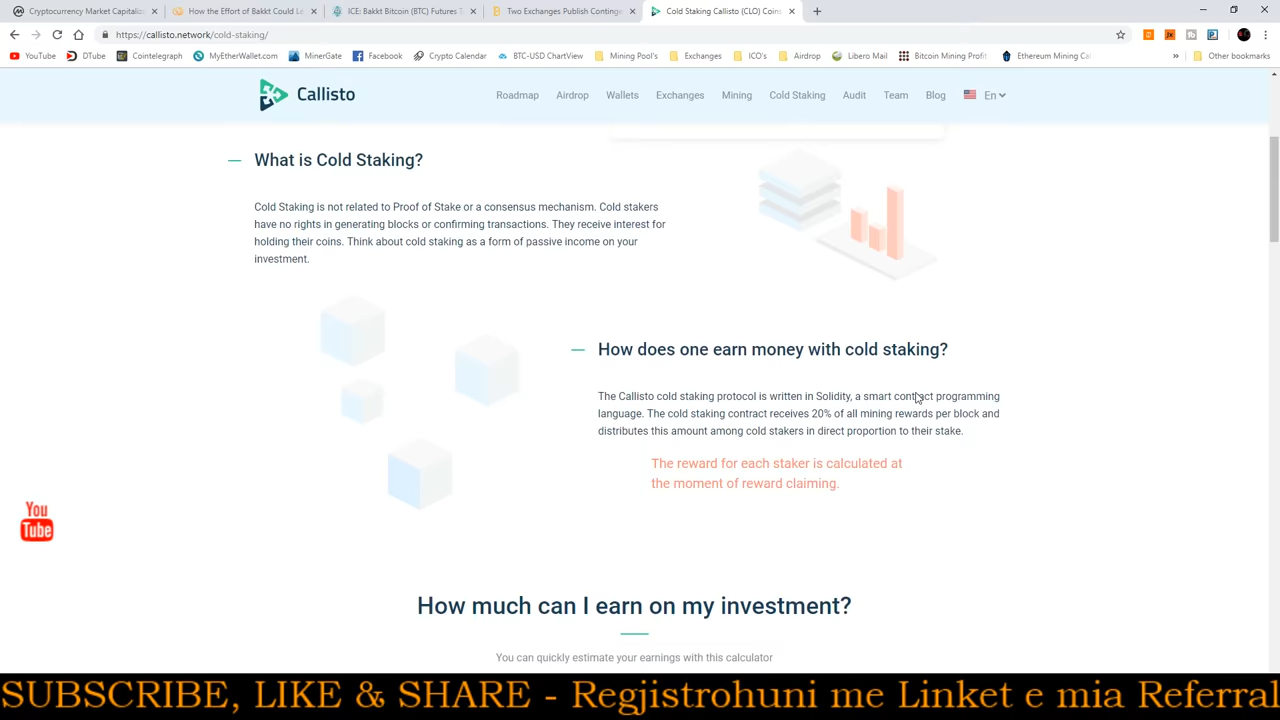 Cryptocurrency Market Capitaliz
How the Effort of Bakkt Could Le
ICE: Bakkt Bitcoin (BTC) Futures T
Two Exchanges Publish Continge
Cold Staking Callisto (CLO) Coins
https://callisto.network/cold-staking/
YouTube
DTube
Cointelegraph
MyEtherWallet.com
MinerGate
Facebook
Crypto Calendar
BTC-USD ChartView
Mining Pool's
Exchanges
ICO's
Airdrop
Libero Mail
Bitcoin Mining Profit
Ethereum Mining Ca
»
Other bookmarks
Callisto
Roadmap
Airdrop
Wallets
Exchanges
Mining
Cold Staking
Audit
Team
Blog
En
What is Cold Staking?
Cold Staking is not related to Proof of Stake or a consensus mechanism. Cold stakers
have no rights in generating blocks or confirming transactions. They receive interest for
holding their coins. Think about cold staking as a form of passive income on your
investment.
How does one earn money with cold staking?
The Callisto cold staking protocol is written in Solidity, a smart contract programming
language. The cold staking contract receives 20% of all mining rewards per block and
distributes this amount among cold stakers in direct proportion to their stake.
The reward for each staker is calculated at
the moment of reward claiming.
You
Tube
How much can I earn on my investment?
You can quickly estimate your earnings with this calculator
SUBSCRIBE, LIKE & SHARE - Regjistrohuni me Linket e mia Referral